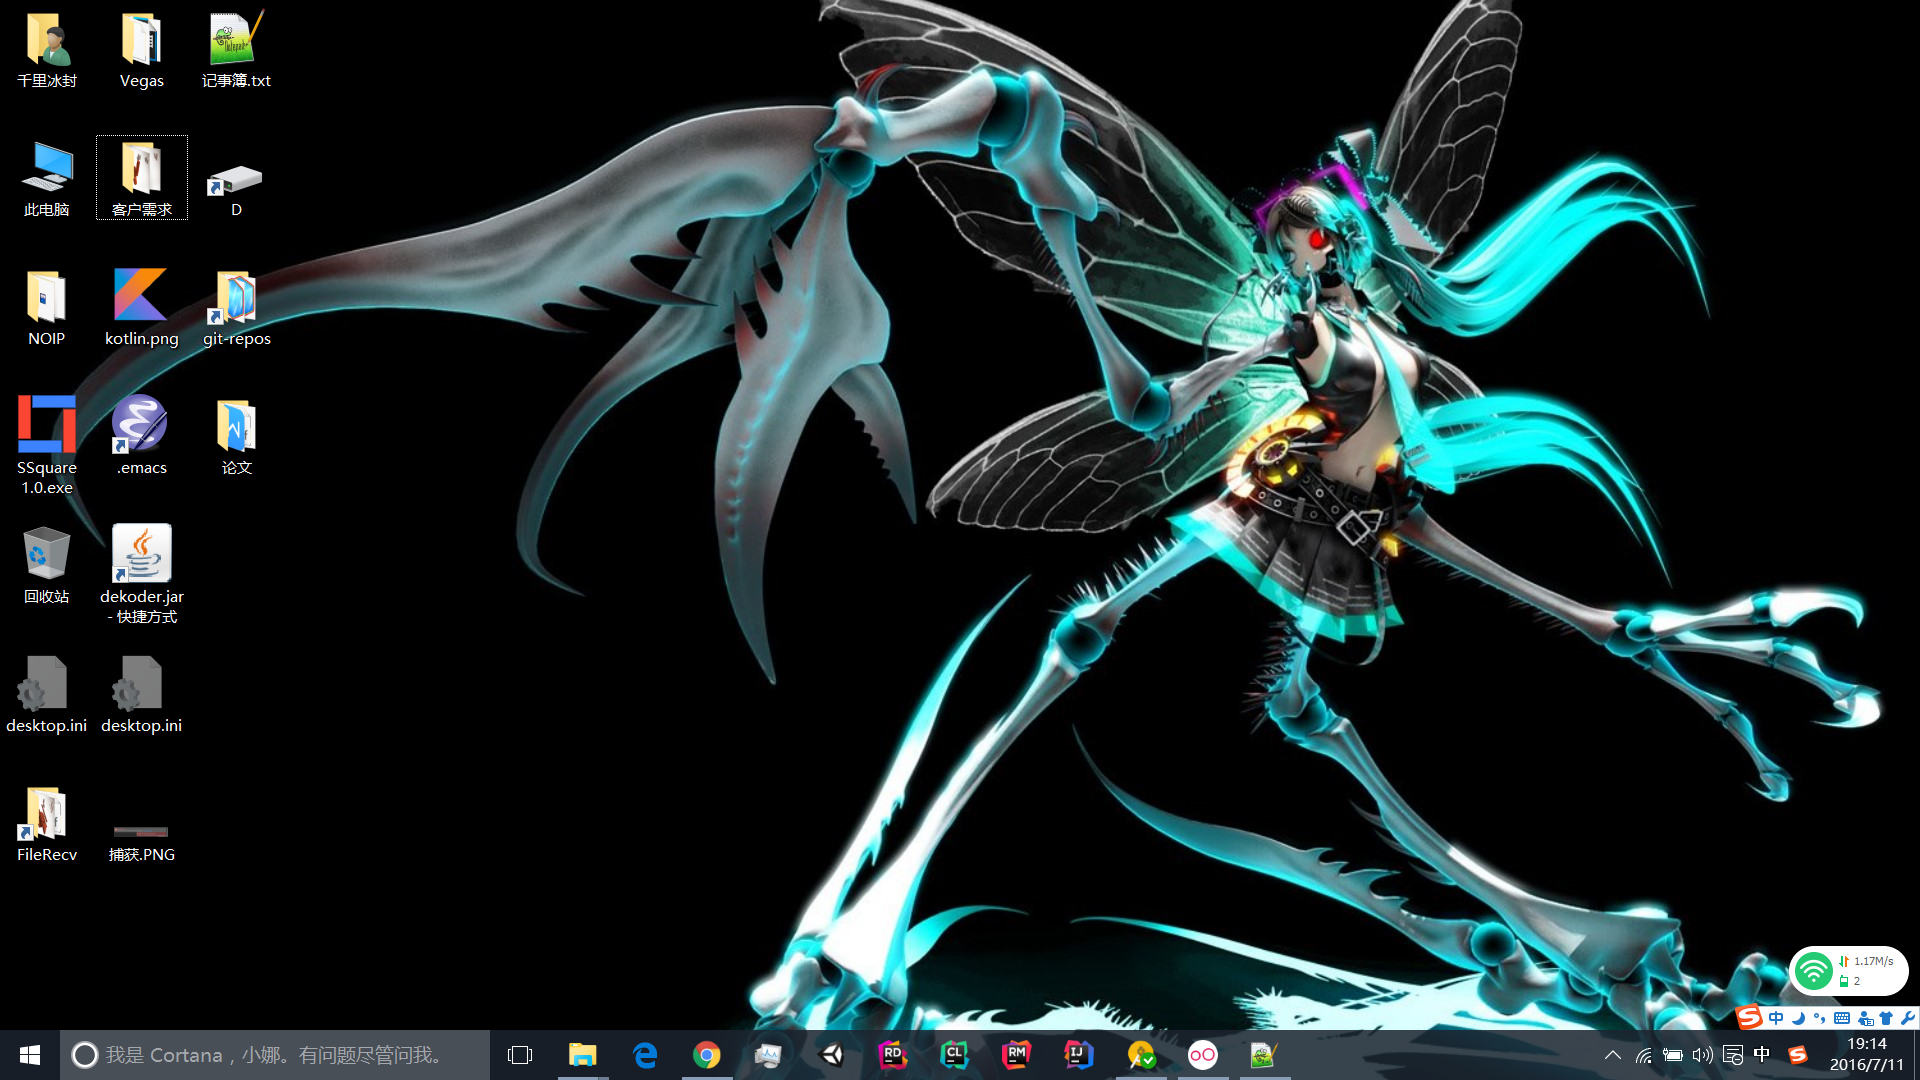 千里冰封
Vegas
记事簿.txt
此电脑
客户需求
D
NOIP
kotlin.png
git-repos
SSquare
1.0.exe
.emacs
论文
回收站
dekoder.jar
- 快捷方式
desktop.ini
desktop.ini
FileRecv
捕获.PNG
1.17M/s
2
中
我是 Cortana，小娜。有问题尽管问我。
RD
CL
RM
IJ
中
19:14
2016/7/11